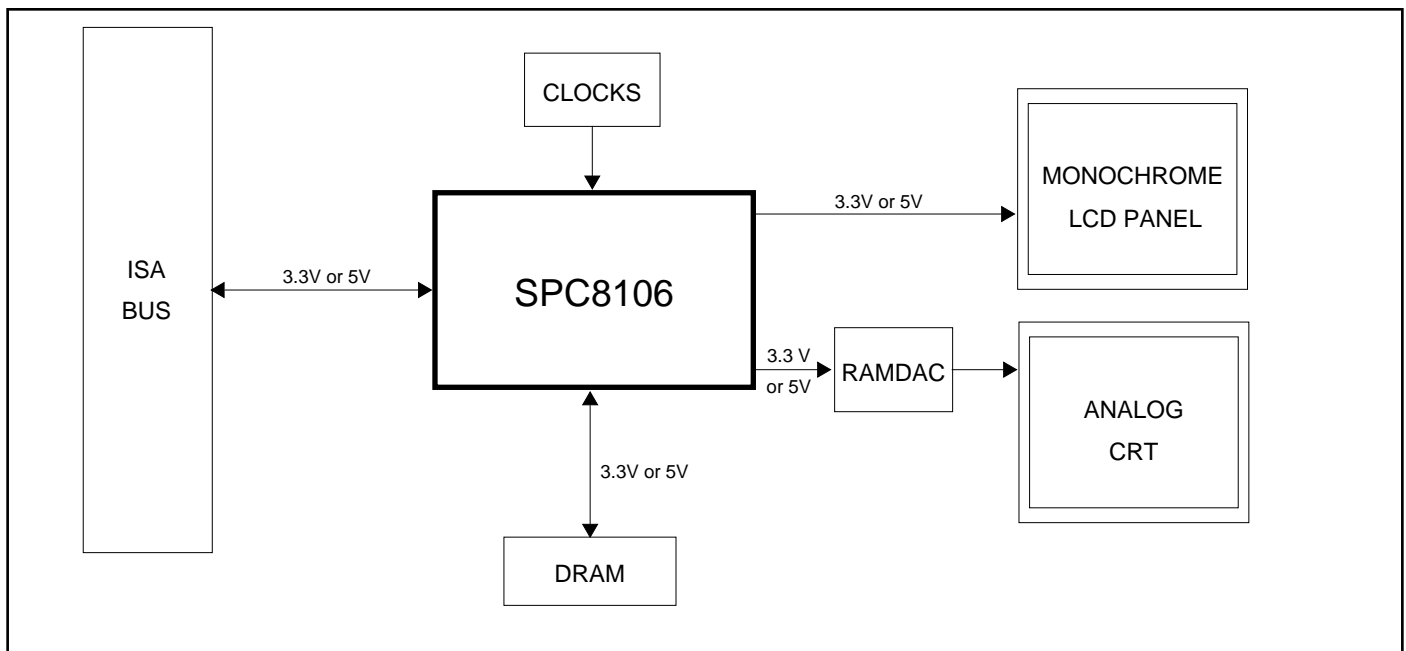 CLOCKS
MONOCHROME
LCD PANEL
3.3V or 5V
ISA
BUS
3.3V or 5V
SPC8106
3.3 V
or 5V
RAMDAC
ANALOG
CRT
3.3V or 5V
DRAM